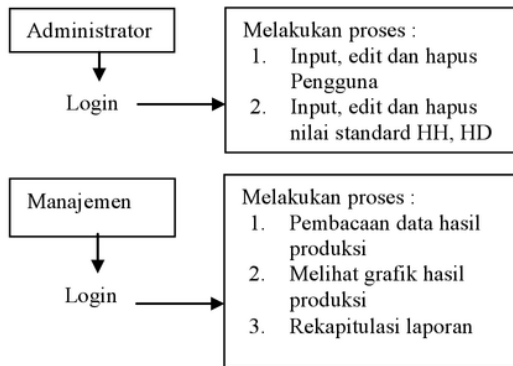 Administrator
Login
Melakukan proses :
1. Input, edit dan hapus
Pengguna
2. Input, edit dan hapus
nilai standard HH, HD
Manajemen
Login
Melakukan proses :
1. Pembacaan data hasil
produksi
2. Melihat grafik hasil
produksi
3. Rekapitulasi laporan